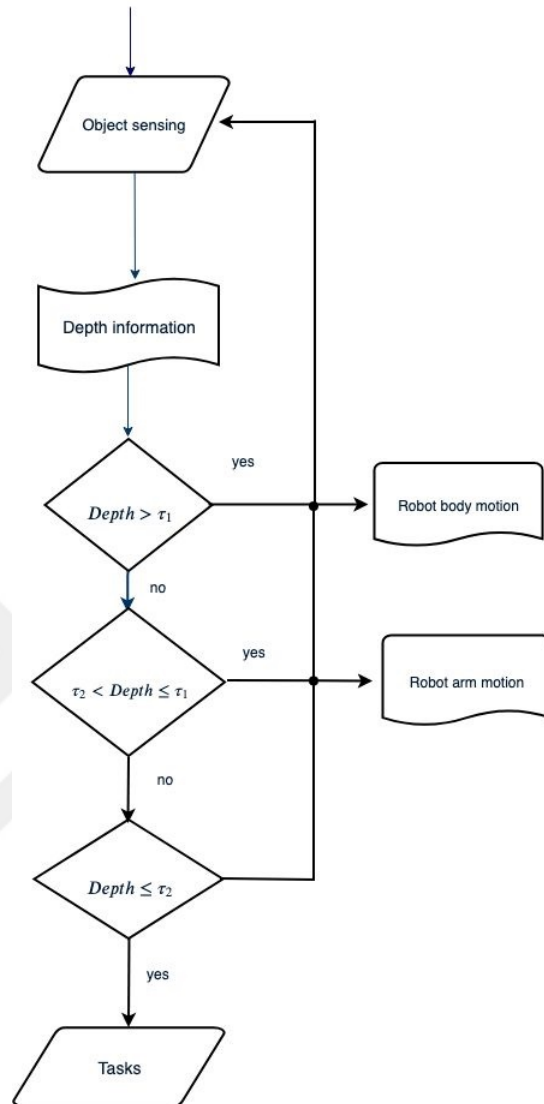 Object sensing
Depth information
yes
Depth > τ₁
Robot body motion
no
yes
τ₂ < Depth ≤ τ₁
Robot arm motion
no
Depth ≤ τ₂
yes
Tasks